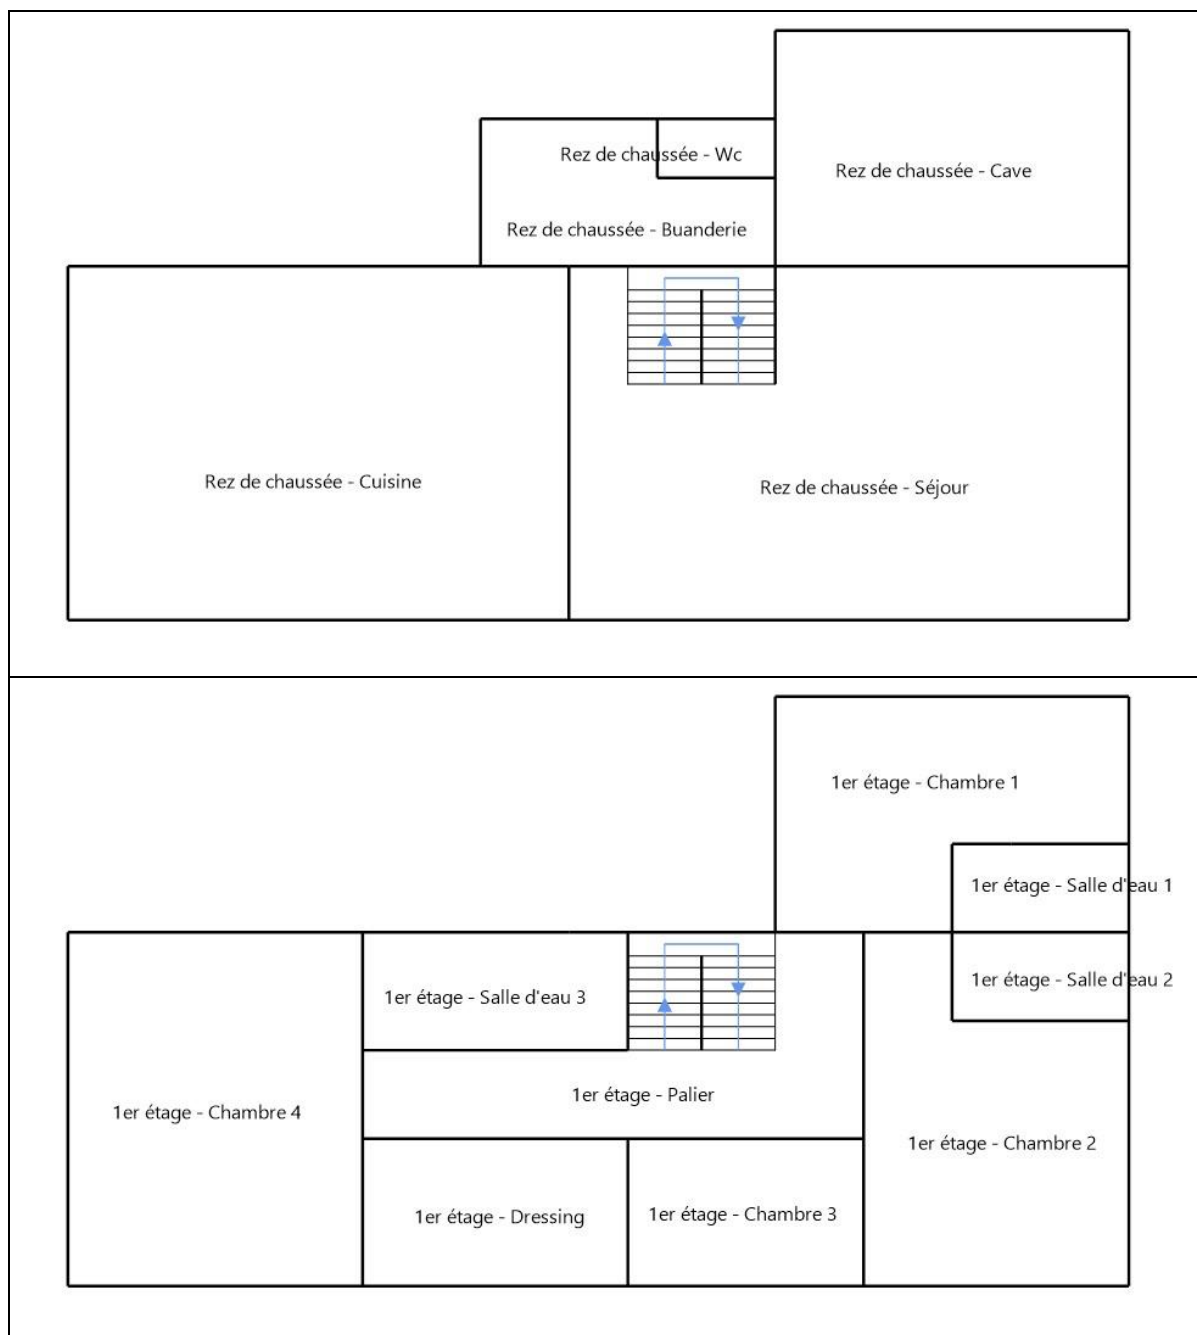 Rez de chaussée - Wc
Rez de chaussée - Cave
Rez de chaussée - Buanderie
Rez de chaussée - Cuisine
Rez de chaussée - Séjour
1er étage - Chambre 1
1er étage - Salle d'eau 1
1er étage - Salle d'eau 2
1er étage - Salle d'eau 3
1er étage - Palier
1er étage - Chambre 4
1er étage - Chambre 2
1er étage - Dressing
1er étage - Chambre 3